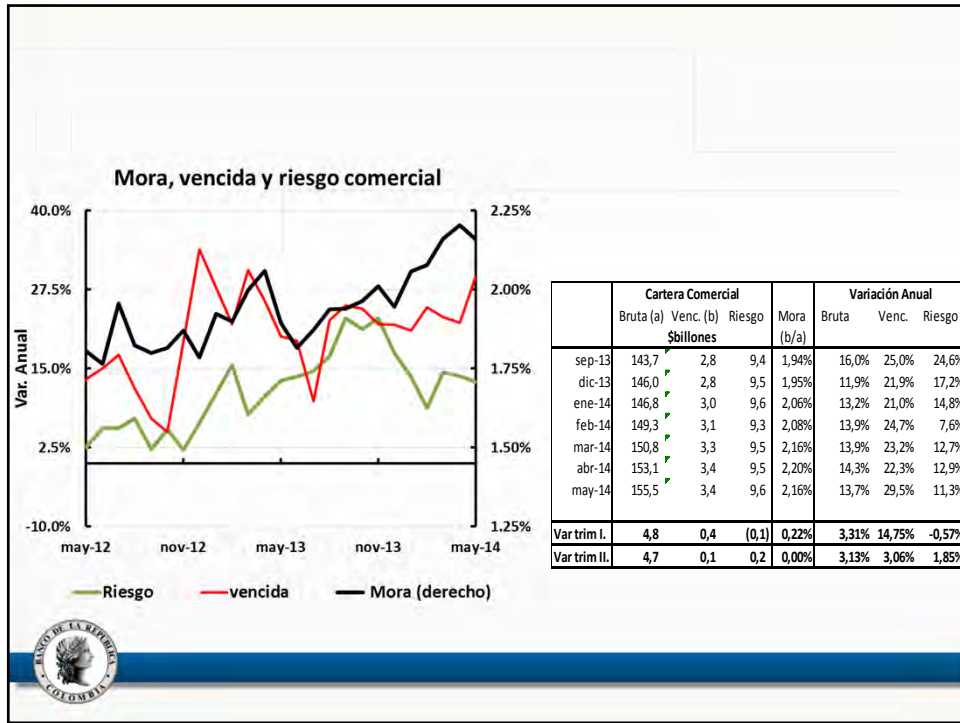 Mora, vencida y riesgo comercial
40.0%
27.5%
15.0%
2.5%
-10.0%
Var. Anual
2.25%
2.00%
1.75%
1.50%
1.25%
may-12 nov-12 may-13 nov-13 may-14
Riesgo vencida Mora (derecho)
Cartera Comercial Variación Anual
Bruta (a) Venc. (b) Riesgo Mora Bruta Venc. Riesgo
$billones (b/a)
sep-13 143,7 2,8 9,4 1,94% 16,0% 25,0% 24,6%
dic-13 146,0 2,8 9,5 1,95% 11,9% 21,9% 17,2%
ene-14 146,8 3,0 9,6 2,06% 13,2% 21,0% 14,8%
feb-14 149,3 3,1 9,3 2,08% 13,9% 24,7% 7,6%
mar-14 150,8 3,3 9,5 2,16% 13,9% 23,2% 12,7%
abr-14 153,1 3,4 9,5 2,20% 14,3% 22,3% 12,9%
may-14 155,5 3,4 9,6 2,16% 13,7% 29,5% 11,3%
Var trim I. 4,8 0,4 (0,1) 0,22% 3,31% 14,75% -0,57%
Var trim II. 4,7 0,1 0,2 0,00% 3,13% 3,06% 1,85%
BANCO DE LA REPUBLICA
COLOMBIA